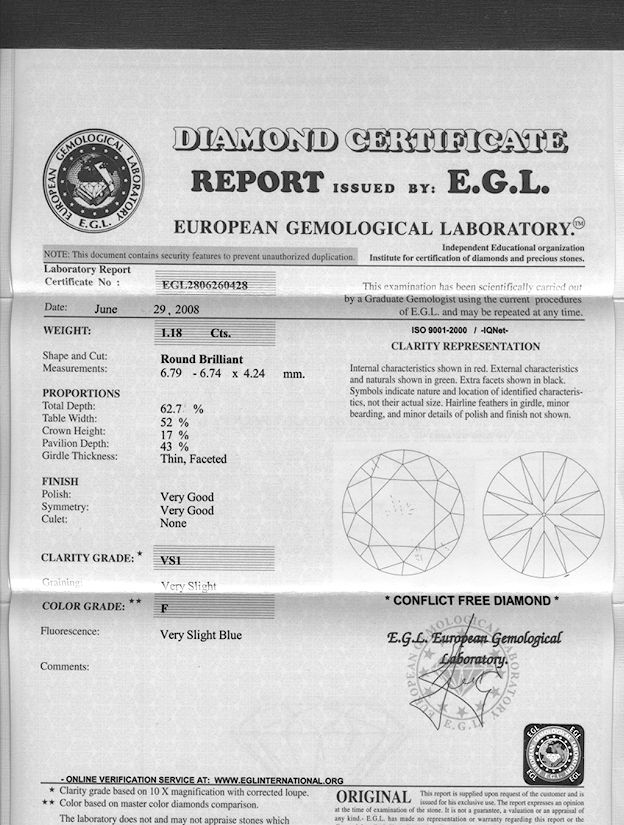 DIAMOND CERTIFICATE
REPORT ISSUED BY: E.G.L.
EUROPEAN GEMOLOGICAL LABORATORY.™
EUROPEAN GEMOLOGICAL LABORATORY
E.G.L.
NOTE: This document contains security features to prevent unauthorized duplication.
Independent Educational organization
Institute for certification of diamonds and precious stones.
Laboratory Report
Certificate No : EGL2806260428
Date: June 29, 2008
This examination has been scientifically carried out
by a Graduate Gemologist using the current procedures
of E.G.L. and may be repeated at any time.
WEIGHT: 1.18 Cts.
Shape and Cut: Round Brilliant
Measurements: 6.79 - 6.74 x 4.24 mm.
PROPORTIONS
Total Depth: 62.7 %
Table Width: 52 %
Crown Height: 17 %
Pavilion Depth: 43 %
Girdle Thickness: Thin, Faceted
FINISH
Polish: Very Good
Symmetry: Very Good
Culet: None
CLARITY GRADE: * VS1
Graining: Very Slight
COLOR GRADE: ** F
Fluorescence: Very Slight Blue
Comments:
ISO 9001-2000 / -IQNet-
CLARITY REPRESENTATION
Internal characteristics shown in red. External characteristics
and naturals shown in green. Extra facets shown in black.
Symbols indicate nature and location of identified characteris-
tics, not their actual size. Hairline feathers in girdle, minor
bearding, and minor details of polish and finish not shown.
* CONFLICT FREE DIAMOND *
E.G.L. European Gemological
Laboratory.
EUROPEAN GEMOLOGICAL LABORATORY
E.G.L.
EGL EGL
EGL EGL
- ONLINE VERIFICATION SERVICE AT: WWW.EGLINTERNATIONAL.ORG
* Clarity grade based on 10 X magnification with corrected loupe.
** Color based on master color diamonds comparison.
The laboratory does not and may not appraise stones which
ORIGINAL This report is supplied upon request of the customer and is
issued for his exclusive use. The report expresses an opinion
at the time of examination of the stone. It is not a guarantee, a valuation or an appraisal of
any kind.- E.G.L. has made no representation or warranty regarding this report or the